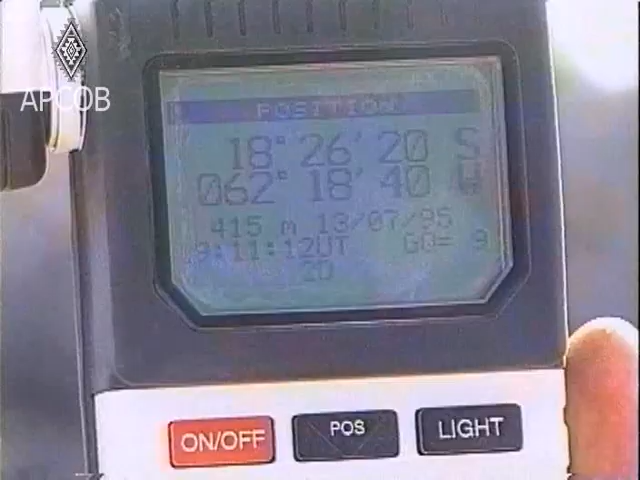 APCOB
POSITION
18° 26' 20 S
062° 18' 40 W
415 m 13/07/95
9:11:12UT GQ= 9
2D
ON/OFF
POS
LIGHT